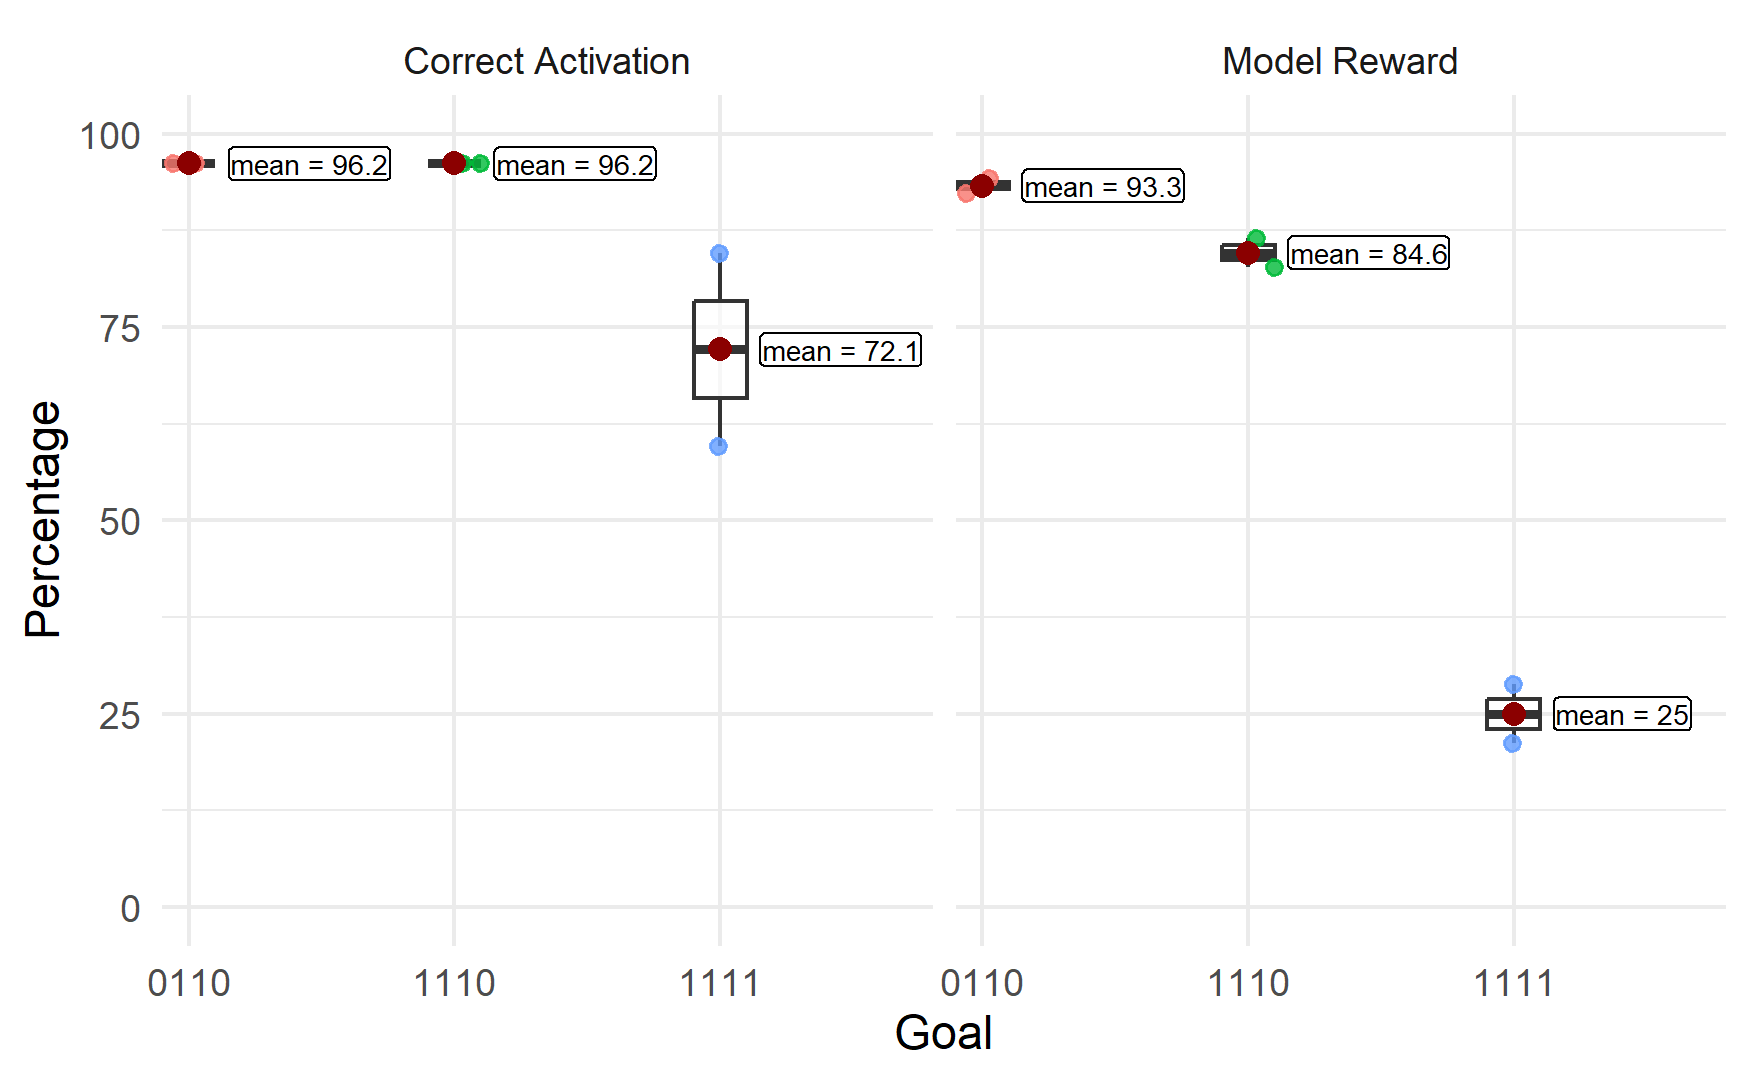 Correct Activation
Model Reward
100
75
50
25
0
Percentage
mean = 96.2
mean = 96.2
mean = 72.1
mean = 93.3
mean = 84.6
mean = 25
0110
1110
1111
0110
1110
1111
Goal